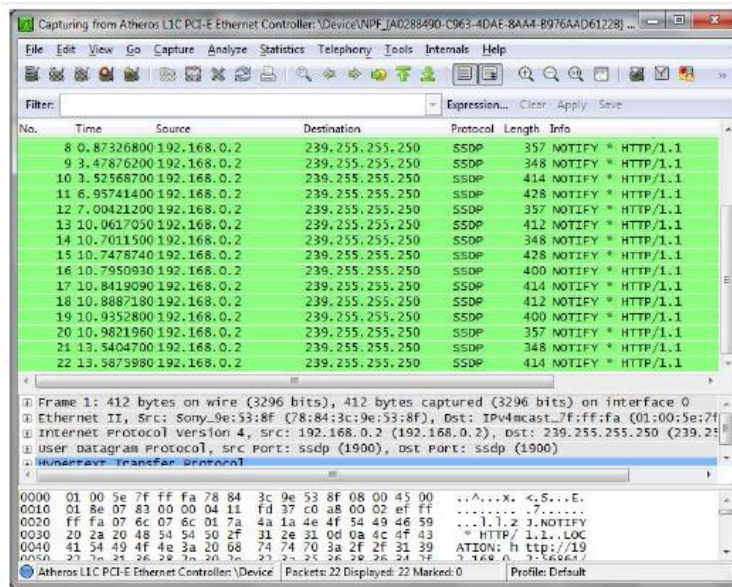 Capturing from Atheros L1C PCI-E Ethernet Controller: \Device\NPF_{A0288490-C963-4DAE-8AA4-B976AAD6122B} ...
File Edit View Go Capture Analyze Statistics Telephony Tools Internals Help
Filter: Expression... Clear Apply Save
No. Time Source Destination Protocol Length Info
8 0.87326800 192.168.0.2 239.255.255.250 SSDP 357 NOTIFY * HTTP/1.1
9 3.47876200 192.168.0.2 239.255.255.250 SSDP 348 NOTIFY * HTTP/1.1
10 3.52568700 192.168.0.2 239.255.255.250 SSDP 414 NOTIFY * HTTP/1.1
11 6.95741400 192.168.0.2 239.255.255.250 SSDP 428 NOTIFY * HTTP/1.1
12 7.00421200 192.168.0.2 239.255.255.250 SSDP 357 NOTIFY * HTTP/1.1
13 10.0617050 192.168.0.2 239.255.255.250 SSDP 412 NOTIFY * HTTP/1.1
14 10.7011500 192.168.0.2 239.255.255.250 SSDP 348 NOTIFY * HTTP/1.1
15 10.7478740 192.168.0.2 239.255.255.250 SSDP 428 NOTIFY * HTTP/1.1
16 10.7950930 192.168.0.2 239.255.255.250 SSDP 400 NOTIFY * HTTP/1.1
17 10.8419090 192.168.0.2 239.255.255.250 SSDP 414 NOTIFY * HTTP/1.1
18 10.8887180 192.168.0.2 239.255.255.250 SSDP 412 NOTIFY * HTTP/1.1
19 10.9352800 192.168.0.2 239.255.255.250 SSDP 400 NOTIFY * HTTP/1.1
20 10.9821960 192.168.0.2 239.255.255.250 SSDP 357 NOTIFY * HTTP/1.1
21 13.5404700 192.168.0.2 239.255.255.250 SSDP 348 NOTIFY * HTTP/1.1
22 13.5875980 192.168.0.2 239.255.255.250 SSDP 414 NOTIFY * HTTP/1.1
Frame 1: 412 bytes on wire (3296 bits), 412 bytes captured (3296 bits) on interface 0
Ethernet II, Src: Sony_9e:53:8f (78:84:3c:9e:53:8f), Dst: IPv4mcast_7f:ff:fa (01:00:5e:7f
Internet Protocol Version 4, Src: 192.168.0.2 (192.168.0.2), Dst: 239.255.255.250 (239.25
User Datagram Protocol, Src Port: ssdp (1900), Dst Port: ssdp (1900)
Hypertext Transfer Protocol
0000 01 00 5e 7f ff fa 78 84 3c 9e 53 8f 08 00 45 00 ..^...x. <.S...E.
0010 01 8e 07 83 00 00 04 11 fd 37 c0 a8 00 02 ef ff ........ .7......
0020 ff fa 07 6c 07 6c 01 7a 4a 1a 4e 4f 54 49 46 59 ...l.l.z J.NOTIFY
0030 20 2a 20 48 54 54 50 2f 31 2e 31 0d 0a 4c 4f 43 * HTTP/ 1.1..LOC
0040 41 54 49 4f 4e 3a 20 68 74 74 70 3a 2f 2f 31 39 ATION: h ttp://19
Atheros L1C PCI-E Ethernet Controller: \Device Packets: 22 Displayed: 22 Marked: 0 Profile: Default